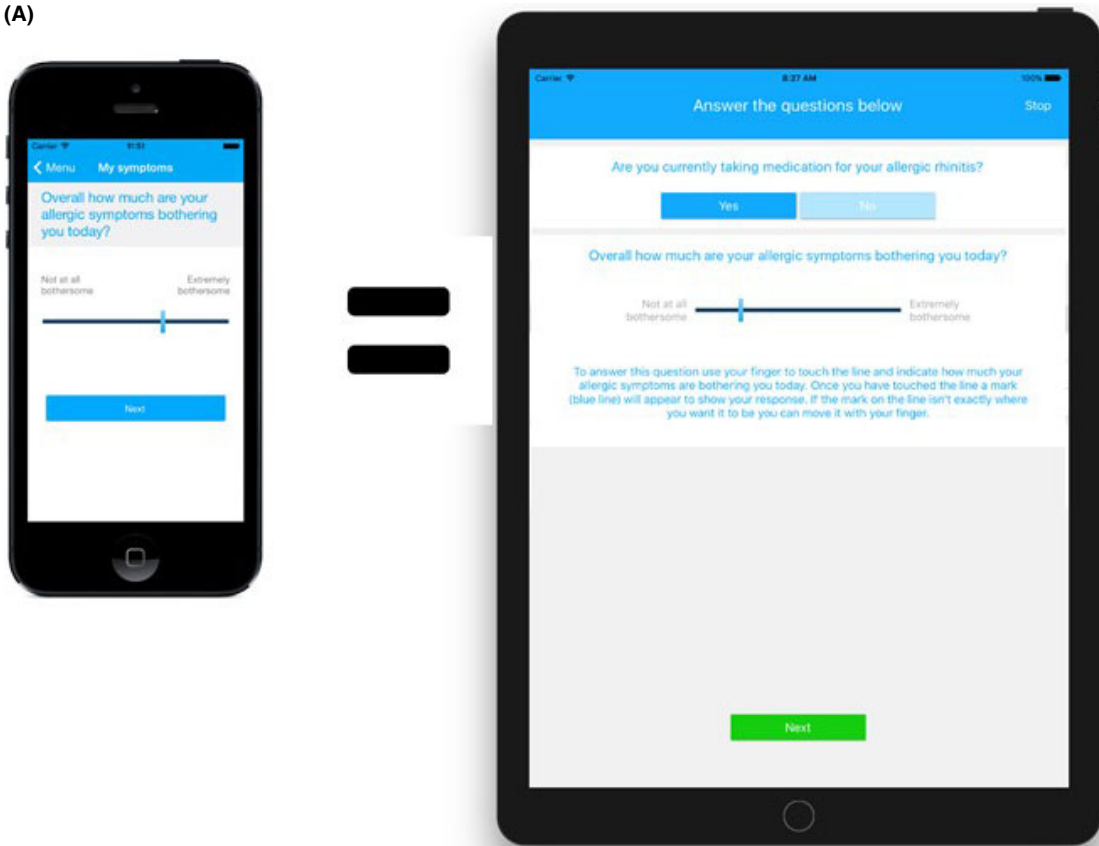 (A)
Carrier
11:51
Menu
My symptoms
Overall how much are your
allergic symptoms bothering
you today?
Not at all
bothersome
Extremely
bothersome
Next
Carrier
8:27 AM
100%
Answer the questions below
Stop
Are you currently taking medication for your allergic rhinitis?
Yes
No
Overall how much are your allergic symptoms bothering you today?
Not at all
bothersome
Extremely
bothersome
To answer this question use your finger to touch the line and indicate how much your
allergic symptoms are bothering you today. Once you have touched the line a mark
(blue line) will appear to show your response. If the mark on the line isn't exactly where
you want it to be you can move it with your finger.
Next